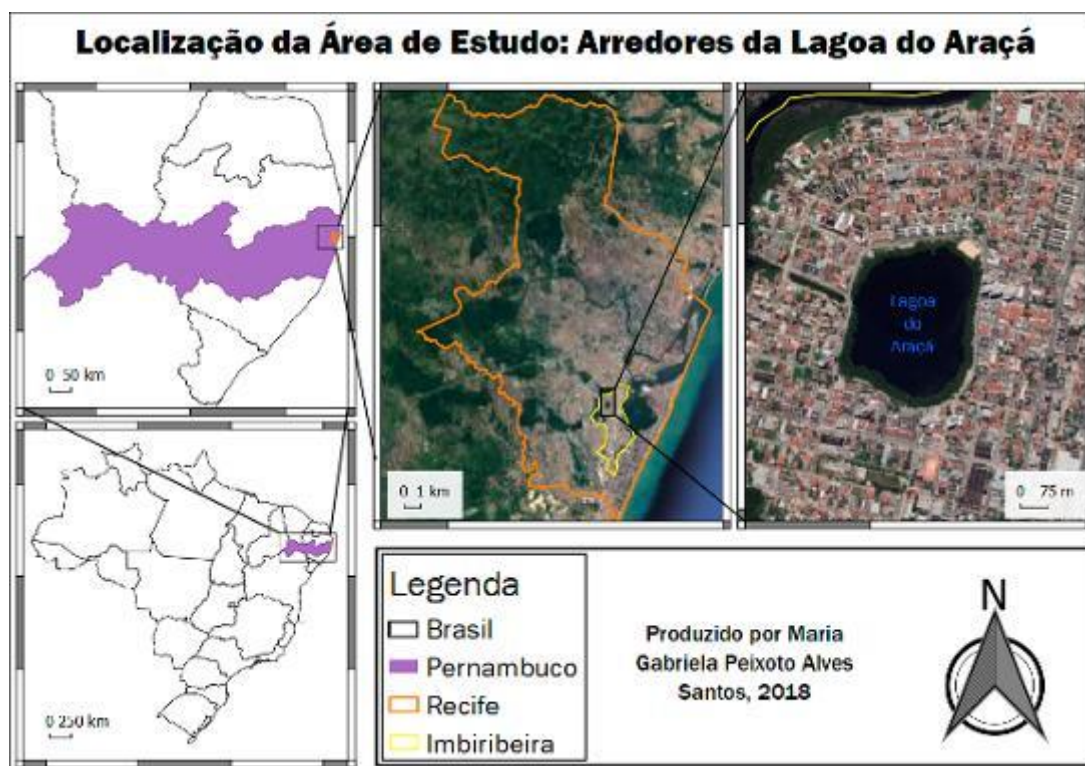 Localização da Área de Estudo: Arredores da Lagoa do Araçá
0 50 km
0 1 km
Lagoa
do
Araçá
0 75 m
0 250 km
Legenda
Brasil
Pernambuco
Recife
Imbiribeira
Produzido por Maria
Gabriela Peixoto Alves
Santos, 2018
N